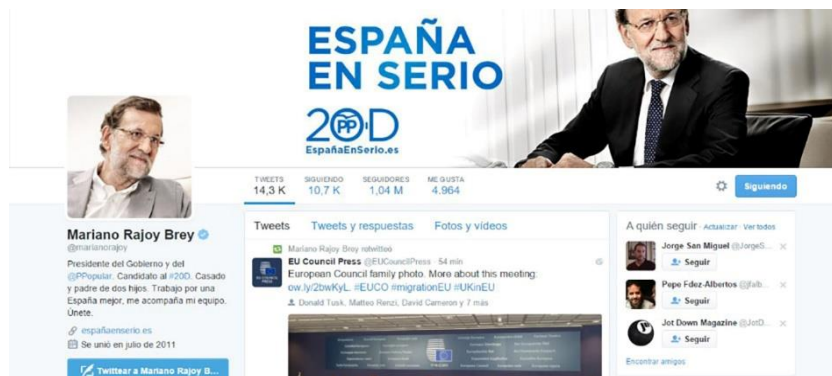 ESPAÑA
EN SERIO
20D
PP
EspañaEnSerio.es
TWEETS
14,3 K
SIGUIENDO
10,7 K
SEGUIDORES
1,04 M
ME GUSTA
4.964
Siguiendo
Mariano Rajoy Brey
@marianorajoy
Presidente del Gobierno y del
@PPopular. Candidato al #20D. Casado
y padre de dos hijos. Trabajo por una
España mejor, me acompaña mi equipo.
Únete.
españaenserio.es
Se unió en julio de 2011
Twittear a Mariano Rajoy B...
Tweets Tweets y respuestas Fotos y vídeos
Mariano Rajoy Brey retwitteó
EU Council Press @EUCouncilPress · 54 min
European Council family photo. More about this meeting:
ow.ly/2bwKyL. #EUCO #migrationEU #UKinEU
Donald Tusk, Matteo Renzi, David Cameron y 7 más
A quién seguir · Actualizar · Ver todos
Jorge San Miguel @JorgeS...
Seguir
Pepe Fdez-Albertos @jfalb...
Seguir
Jot Down Magazine @JotD...
Seguir
Encontrar amigos